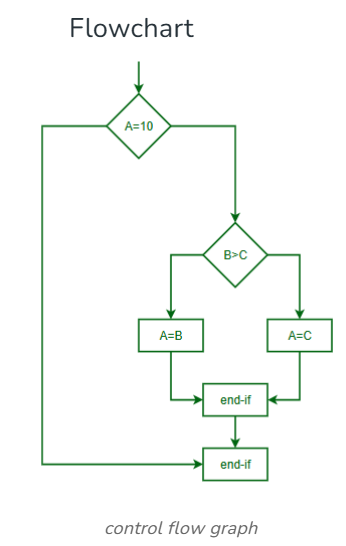 Flowchart
A=10
B>C
A=B
A=C
end-if
end-if
control flow graph